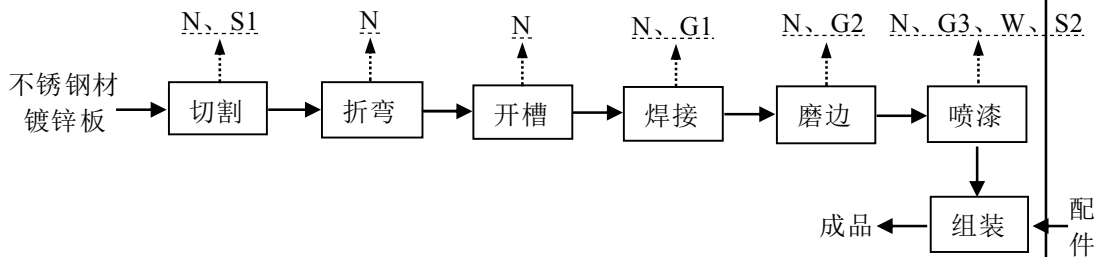 N、S1
N
N
N、G1
N、G2
N、G3、W、S2
不锈钢材
镀锌板
切割
折弯
开槽
焊接
磨边
喷漆
成品
组装
配
件